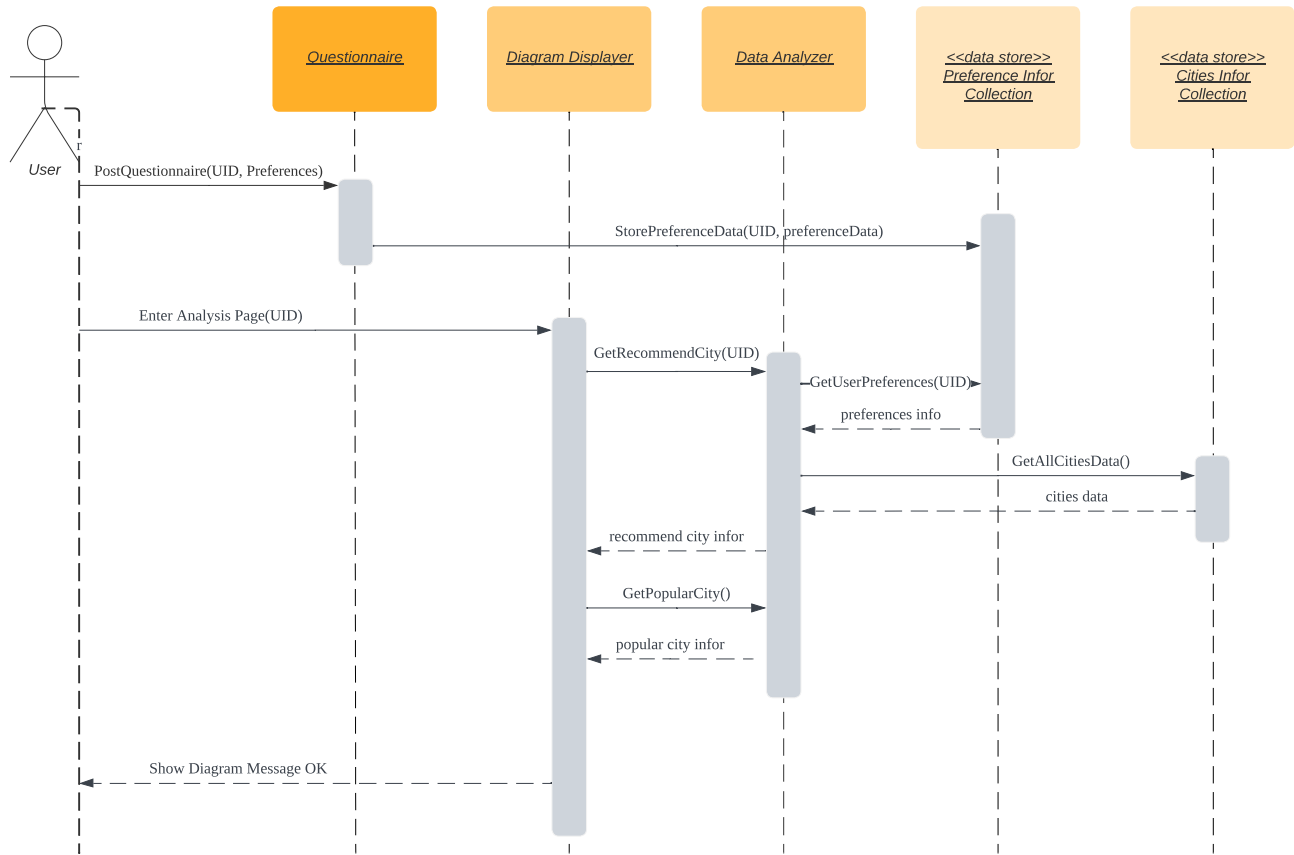 Questionnaire
Diagram Displayer
Data Analyzer
<<data store>>
Preference Infor
Collection
<<data store>>
Cities Infor
Collection
r
User
PostQuestionnaire(UID, Preferences)
StorePreferenceData(UID, preferenceData)
Enter Analysis Page(UID)
GetRecommendCity(UID)
GetUserPreferences(UID)
preferences info
GetAllCitiesData()
cities data
recommend city infor
GetPopularCity()
popular city infor
Show Diagram Message OK